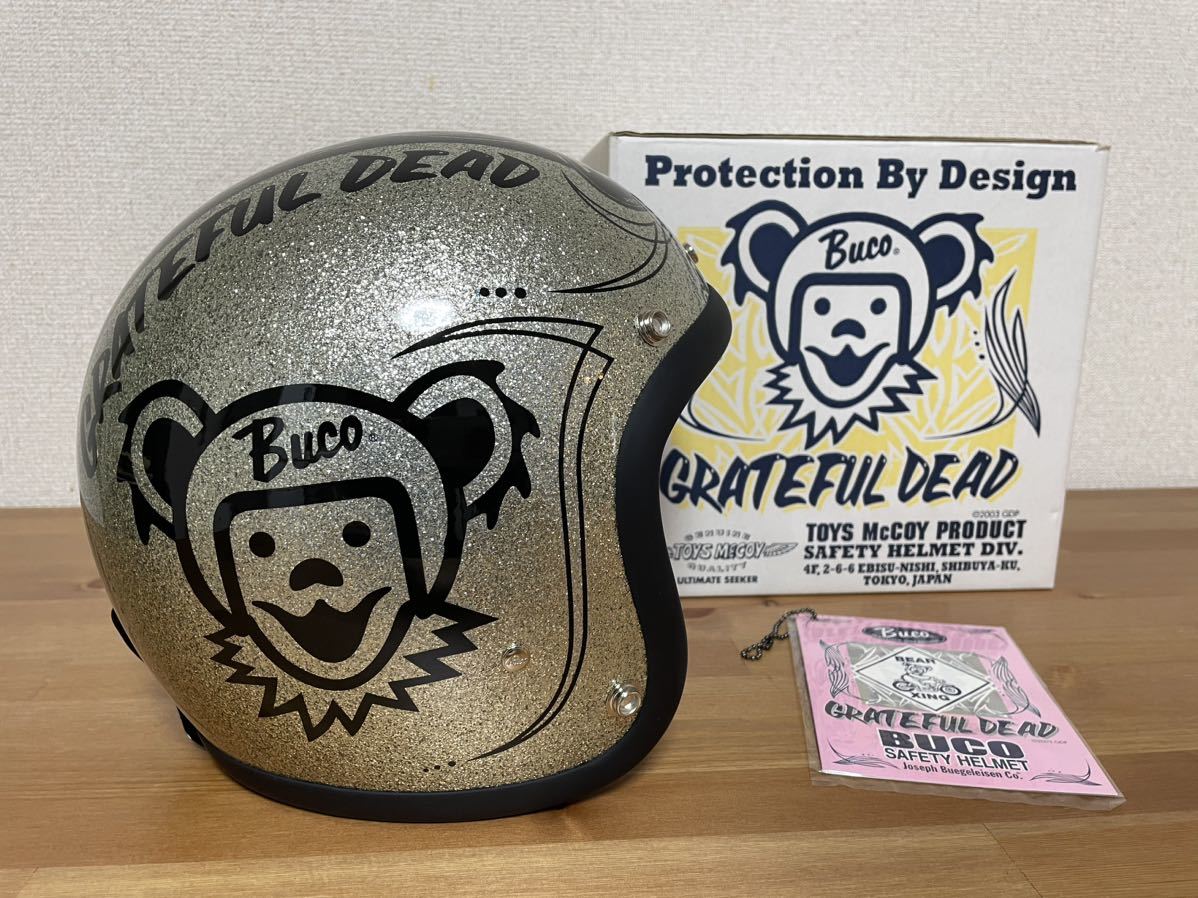 GRATEFUL DEAD
Buco
Protection By Design
Buco©
GRATEFUL DEAD
©2003 GDP
GENUINE
TOYS McCOY
QUALITY
ULTIMATE SEEKER
TOYS McCOY PRODUCT
SAFETY HELMET DIV.
4F, 2-6-6 EBISU-NISHI, SHIBUYA-KU,
TOKYO, JAPAN
Buco
BEAR
XING
GRATEFUL DEAD
BUCO
SAFETY HELMET
Joseph Buegeleisen Co.